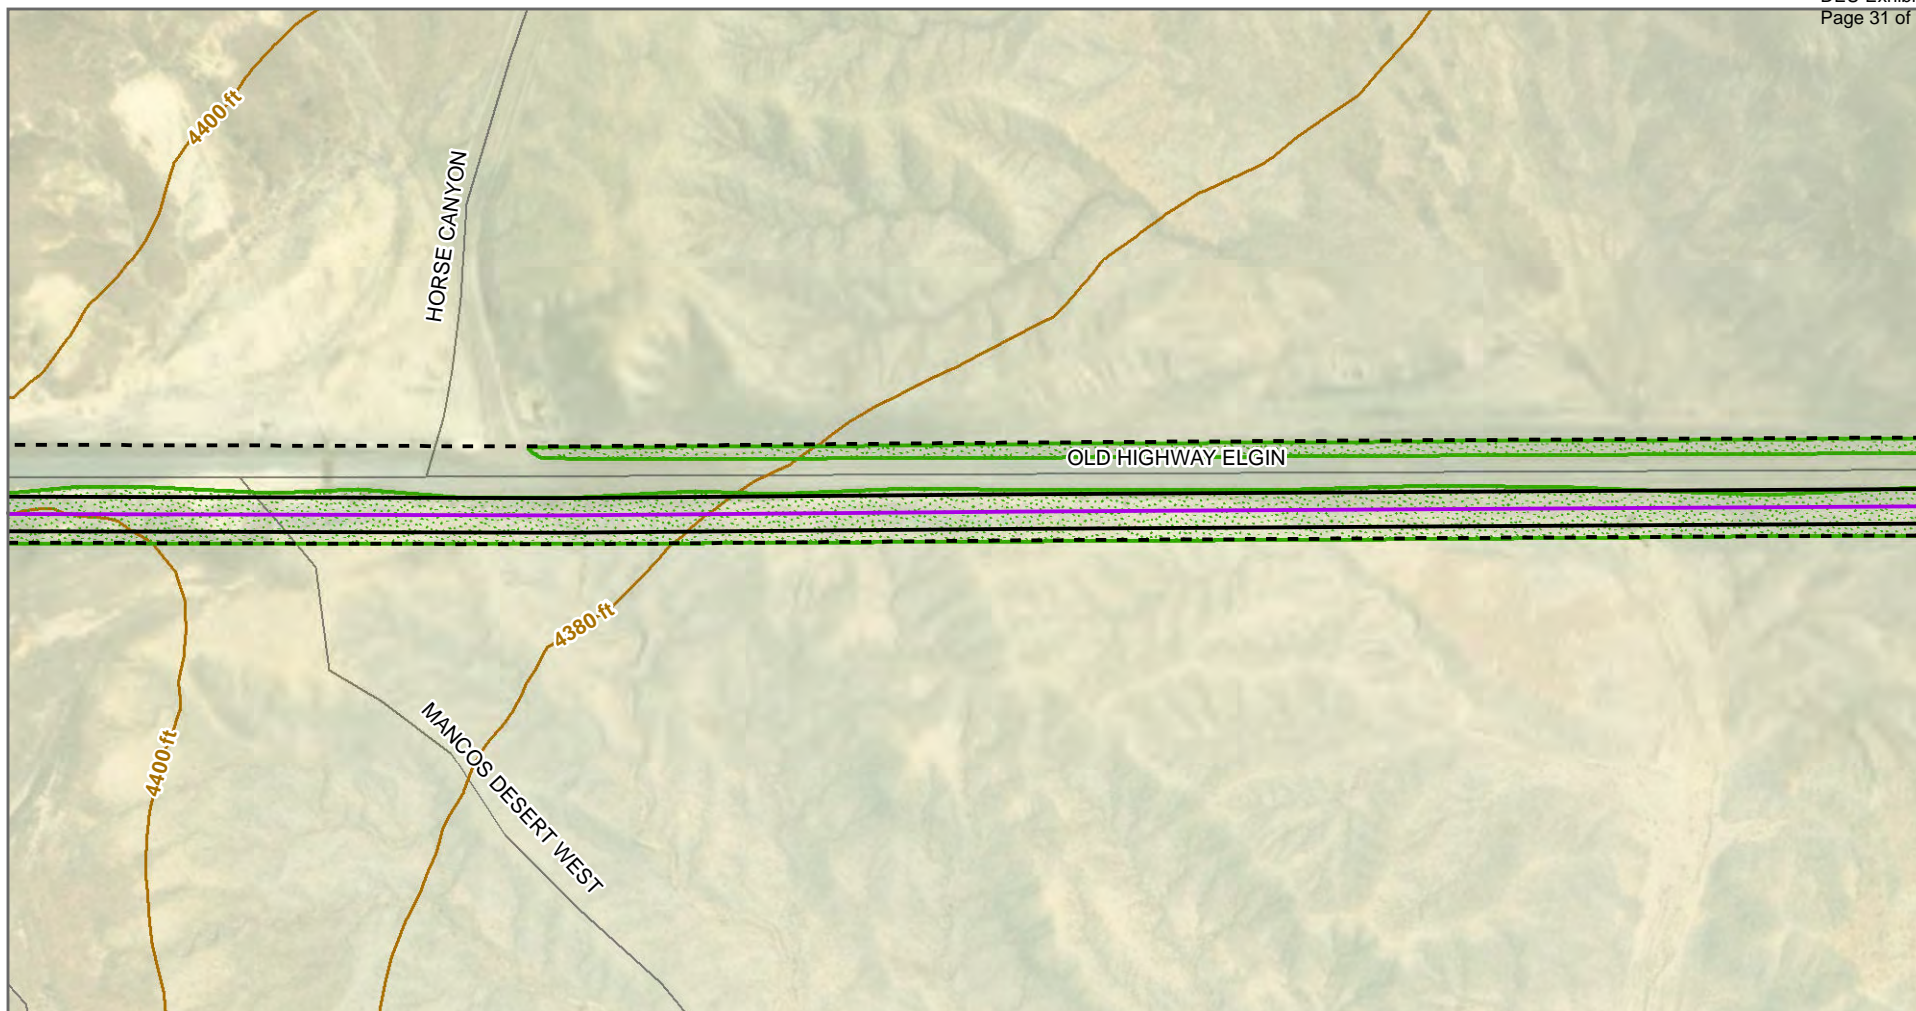 Page 31 of
4400 ft
HORSE CANYON
OLD HIGHWAY ELGIN
4380 ft
MANCOS DESERT WEST
4400 ft